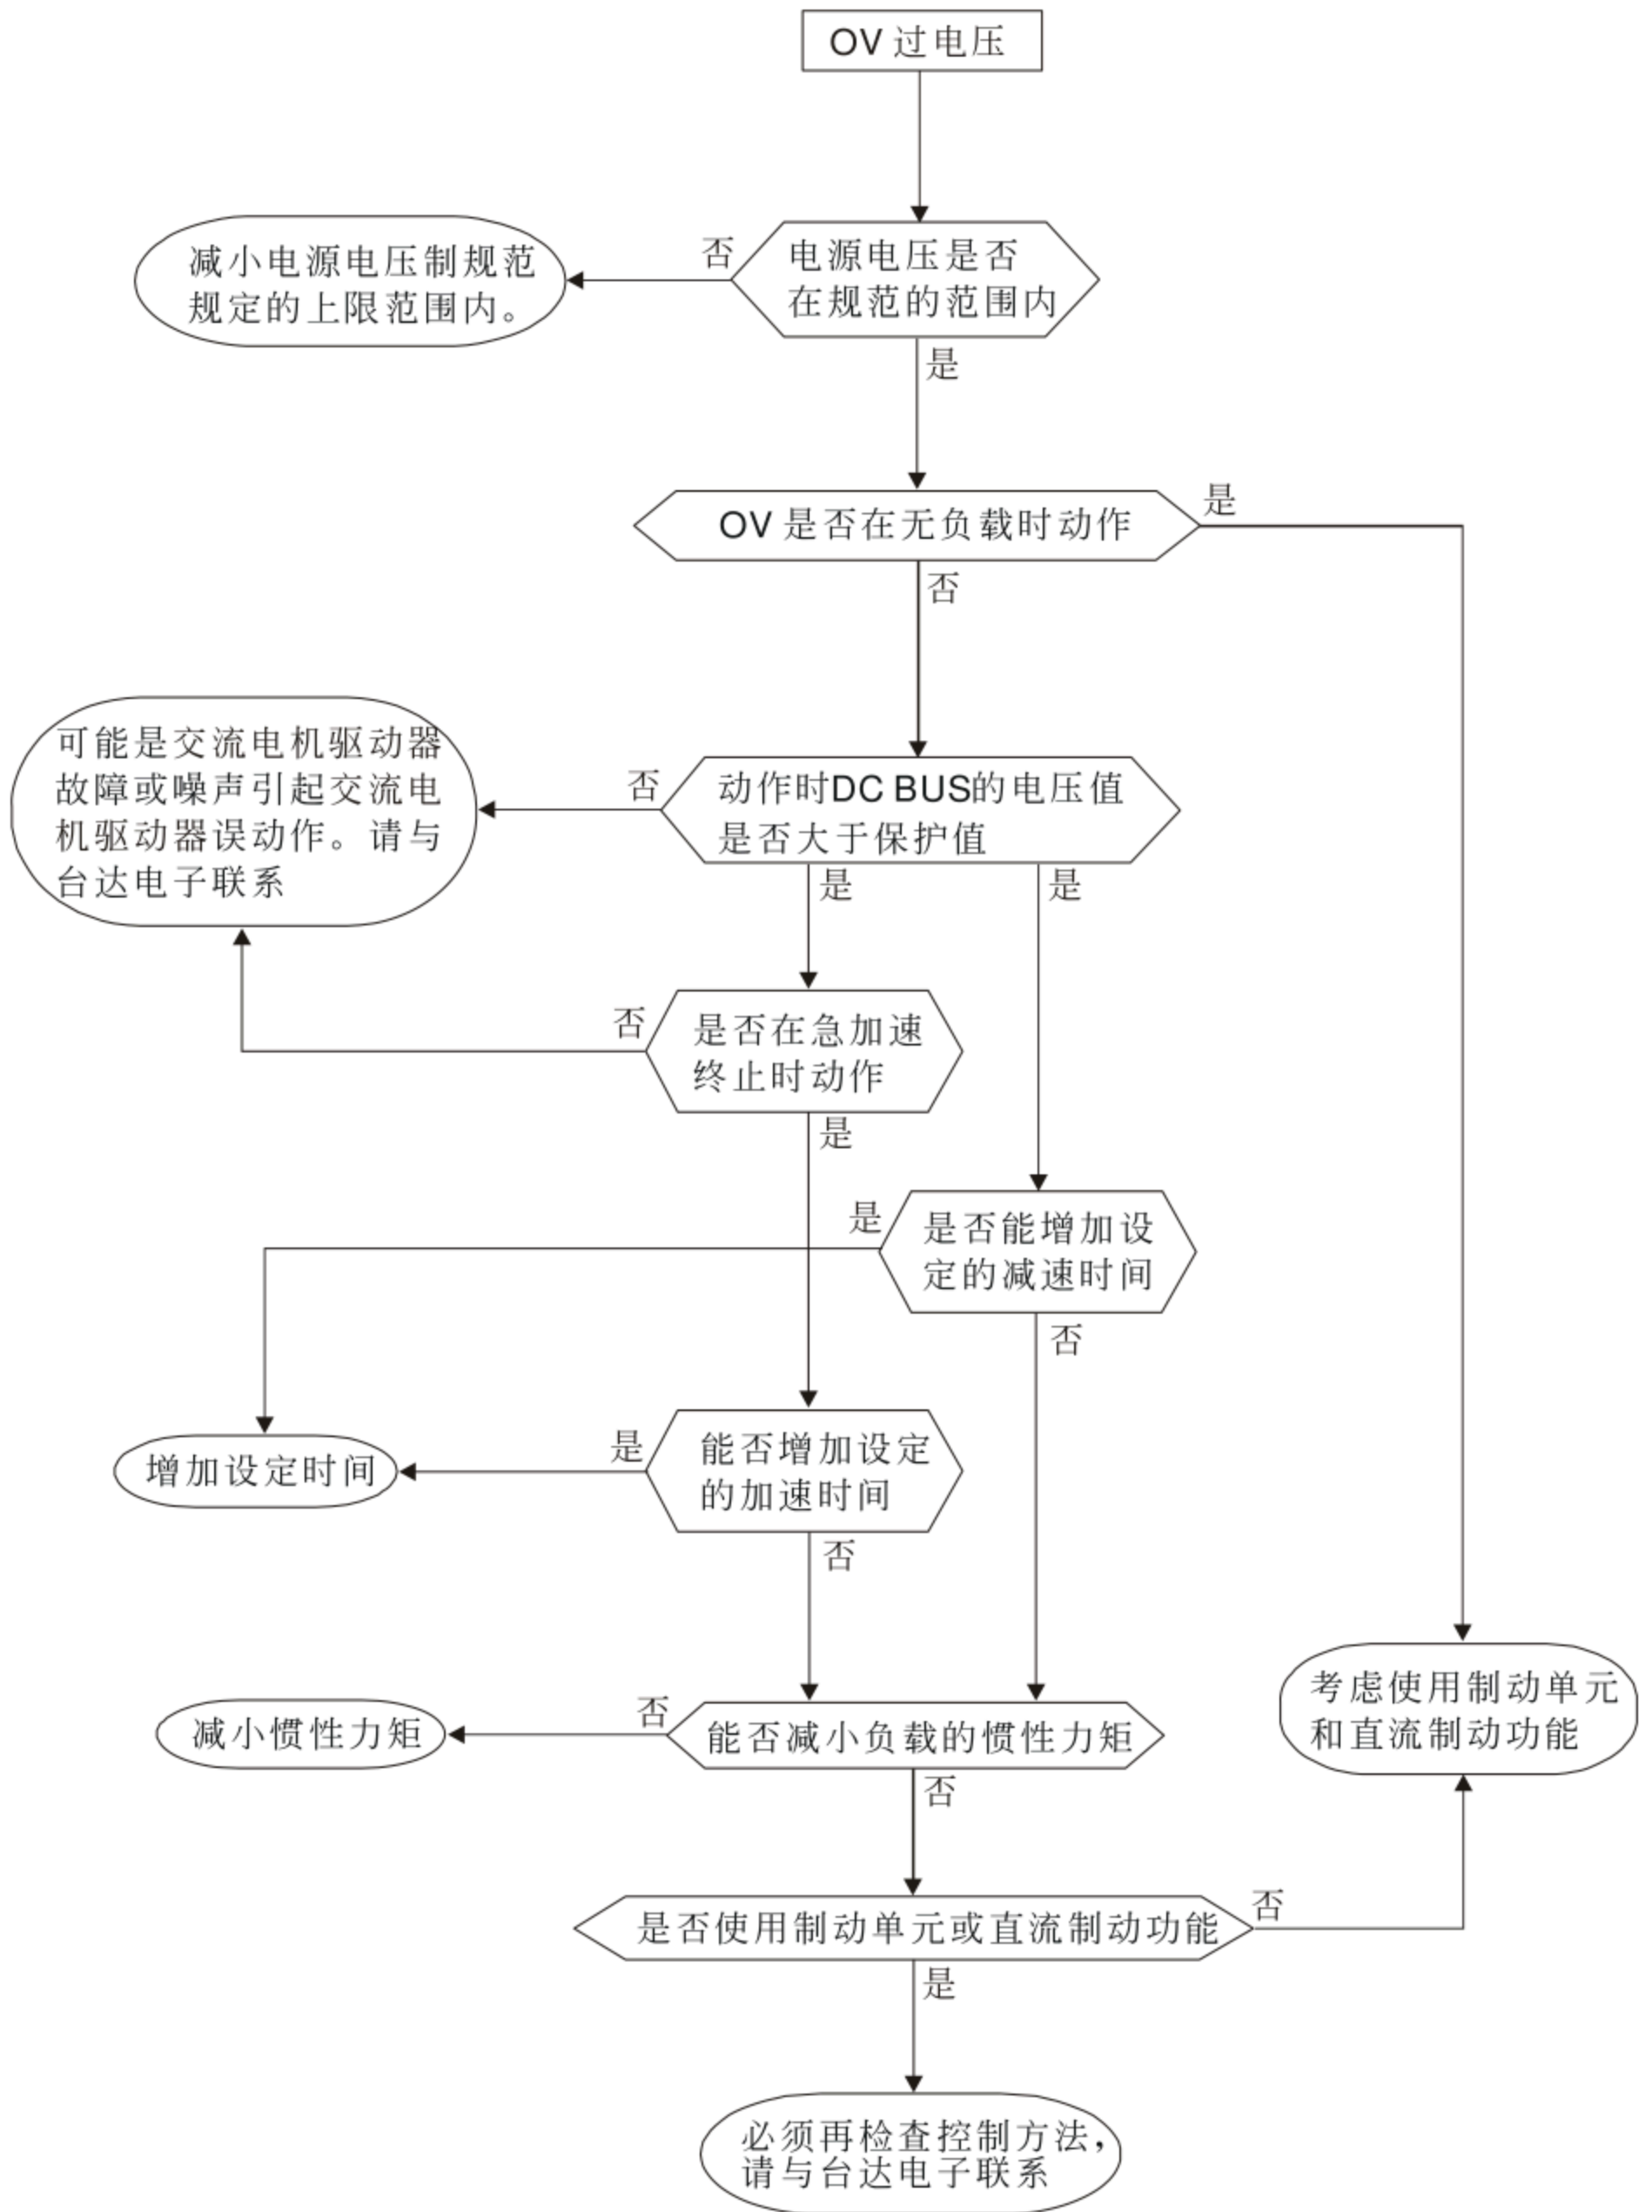 OV 过电压
否
电源电压是否
在规范的范围内
减小电源电压制规范
规定的上限范围内。
是
OV 是否在无负载时动作
是
否
可能是交流电机驱动器
故障或噪声引起交流电
机驱动器误动作。请与
台达电子联系
否
动作时DC BUS的电压值
是否大于保护值
是
是
否
是否在急加速
终止时动作
是
是
是否能增加设
定的减速时间
否
增加设定时间
是
能否增加设定
的加速时间
否
减小惯性力矩
否
能否减小负载的惯性力矩
考虑使用制动单元
和直流制动功能
否
是否使用制动单元或直流制动功能
否
是
必须再检查控制方法,
请与台达电子联系